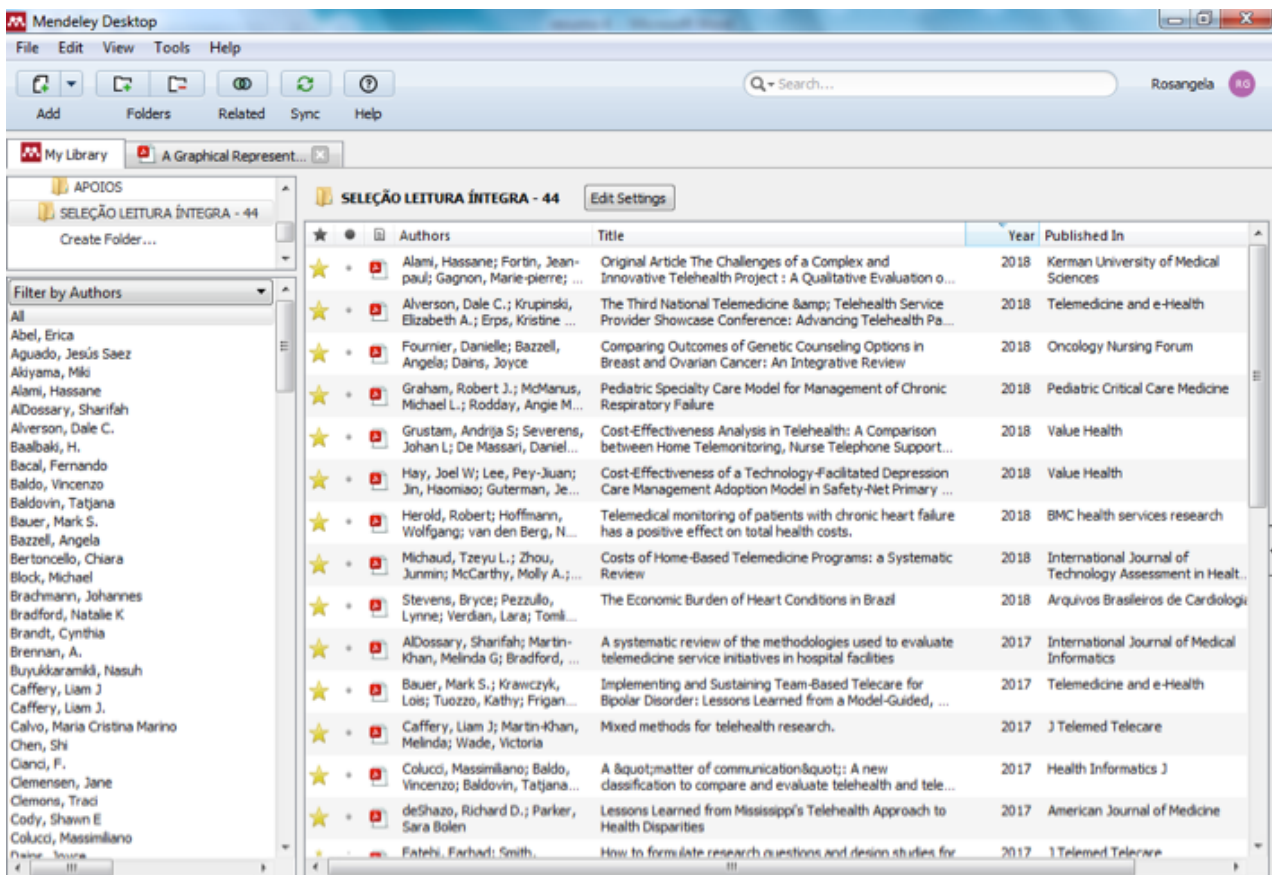 Mendeley Desktop
File Edit View Tools Help
Add Folders Related Sync Help
Search...
Rosangela RG
My Library
A Graphical Represent...
APOIOS
SELEÇÃO LEITURA ÍNTEGRA - 44
Create Folder...
Filter by Authors
All
Abel, Erica
Aguado, Jesús Saez
Akiyama, Miki
Alami, Hassane
AlDossary, Sharifah
Alverson, Dale C.
Baalbaki, H.
Bacal, Fernando
Baldo, Vincenzo
Baldovin, Tatjana
Bauer, Mark S.
Bazzell, Angela
Bertoncello, Chiara
Block, Michael
Brachmann, Johannes
Bradford, Natalie K
Brandt, Cynthia
Brennan, A.
Buyukkaramikli, Nasuh
Caffery, Liam J
Caffery, Liam J.
Calvo, Maria Cristina Marino
Chen, Shi
Cianci, F.
Clemensen, Jane
Clemons, Traci
Cody, Shawn E
Colucci, Massimiliano
Dains, Joyce
SELEÇÃO LEITURA ÍNTEGRA - 44 Edit Settings
Authors Title Year Published In
Alami, Hassane; Fortin, Jean- Original Article The Challenges of a Complex and 2018 Kerman University of Medical
paul; Gagnon, Marie-pierre; ... Innovative Telehealth Project : A Qualitative Evaluation o... Sciences
Alverson, Dale C.; Krupinski, The Third National Telemedicine &amp; Telehealth Service 2018 Telemedicine and e-Health
Elizabeth A.; Erps, Kristine ... Provider Showcase Conference: Advancing Telehealth Pa...
Fournier, Danielle; Bazzell, Comparing Outcomes of Genetic Counseling Options in 2018 Oncology Nursing Forum
Angela; Dains, Joyce Breast and Ovarian Cancer: An Integrative Review
Graham, Robert J.; McManus, Pediatric Specialty Care Model for Management of Chronic 2018 Pediatric Critical Care Medicine
Michael L.; Rodday, Angie M... Respiratory Failure
Grustam, Andrija S; Severens, Cost-Effectiveness Analysis in Telehealth: A Comparison 2018 Value Health
Johan L; De Massari, Daniel... between Home Telemonitoring, Nurse Telephone Support...
Hay, Joel W; Lee, Pey-Jiuan; Cost-Effectiveness of a Technology-Facilitated Depression 2018 Value Health
Jin, Haomiao; Guterman, Je... Care Management Adoption Model in Safety-Net Primary ...
Herold, Robert; Hoffmann, Telemedical monitoring of patients with chronic heart failure 2018 BMC health services research
Wolfgang; van den Berg, N... has a positive effect on total health costs.
Michaud, Tzeyu L.; Zhou, Costs of Home-Based Telemedicine Programs: a Systematic 2018 International Journal of
Junmin; McCarthy, Molly A.;... Review Technology Assessment in Healt...
Stevens, Bryce; Pezzullo, The Economic Burden of Heart Conditions in Brazil 2018 Arquivos Brasileiros de Cardiologia
Lynne; Verdian, Lara; Tomli...
AlDossary, Sharifah; Martin- A systematic review of the methodologies used to evaluate 2017 International Journal of Medical
Khan, Melinda G; Bradford, ... telemedicine service initiatives in hospital facilities Informatics
Bauer, Mark S.; Krawczyk, Implementing and Sustaining Team-Based Telecare for 2017 Telemedicine and e-Health
Lois; Tuozzo, Kathy; Frigan... Bipolar Disorder: Lessons Learned from a Model-Guided, ...
Caffery, Liam J; Martin-Khan, Mixed methods for telehealth research. 2017 J Telemed Telecare
Melinda; Wade, Victoria
Colucci, Massimiliano; Baldo, A &quot;matter of communication&quot;: A new 2017 Health Informatics J
Vincenzo; Baldovin, Tatjana... classification to compare and evaluate telehealth and tele...
deShazo, Richard D.; Parker, Lessons Learned from Mississippi's Telehealth Approach to 2017 American Journal of Medicine
Sara Bolen Health Disparities
Fatehi, Farhad; Smith, How to formulate research questions and design studies for 2017 J Telemed Telecare